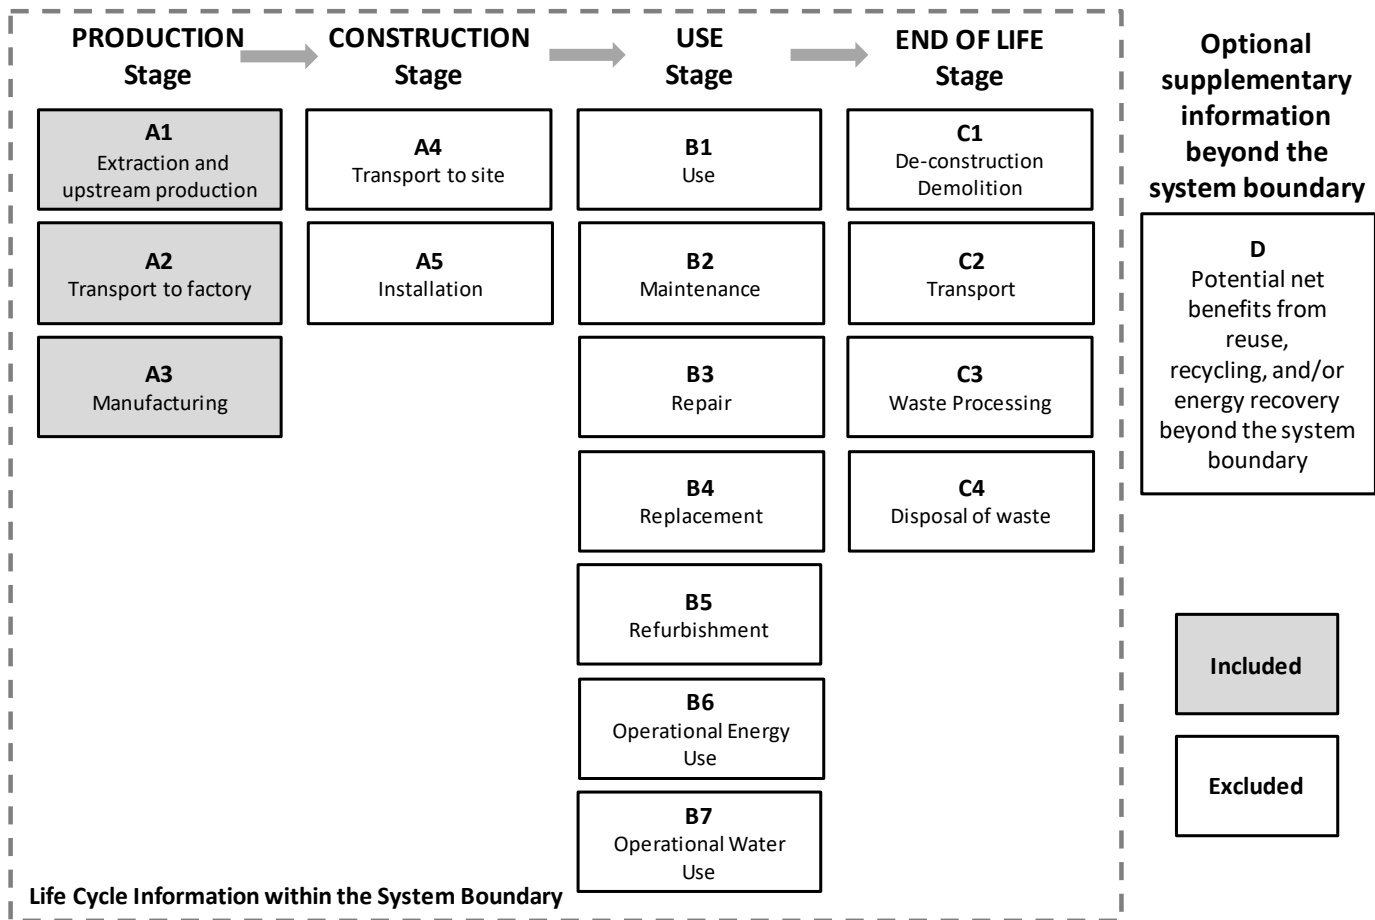 PRODUCTION
Stage
CONSTRUCTION
Stage
USE
Stage
END OF LIFE
Stage
Optional
supplementary
information
beyond the
system boundary
A1
Extraction and
upstream production
A2
Transport to factory
A3
Manufacturing
A4
Transport to site
A5
Installation
B1
Use
B2
Maintenance
B3
Repair
B4
Replacement
B5
Refurbishment
B6
Operational Energy
Use
B7
Operational Water
Use
C1
De-construction
Demolition
C2
Transport
C3
Waste Processing
C4
Disposal of waste
D
Potential net
benefits from
reuse,
recycling, and/or
energy recovery
beyond the system
boundary
Included
Excluded
Life Cycle Information within the System Boundary